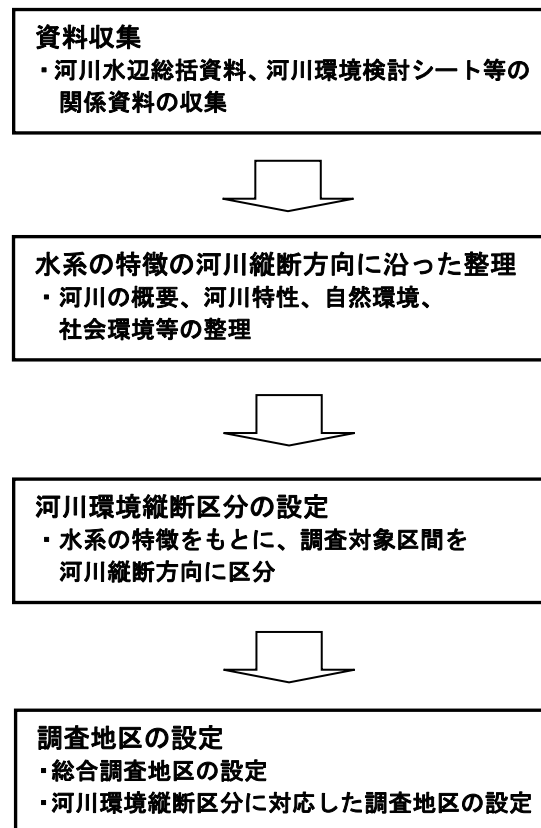 資料収集
・河川水辺総括資料、河川環境検討シート等の
関係資料の収集
水系の特徴の河川縦断方向に沿った整理
・河川の概要、河川特性、自然環境、
社会環境等の整理
河川環境縦断区分の設定
・水系の特徴をもとに、調査対象区間を
河川縦断方向に区分
調査地区の設定
・総合調査地区の設定
・河川環境縦断区分に対応した調査地区の設定